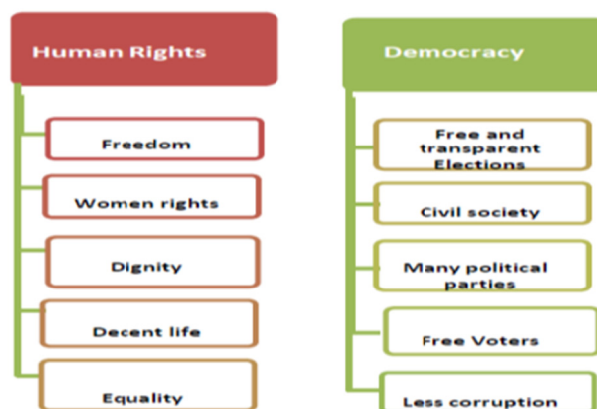 Human Rights
Freedom
Women rights
Dignity
Decent life
Equality
Democracy
Free and
transparent
Elections
Civil society
Many political
parties
Free Voters
Less corruption